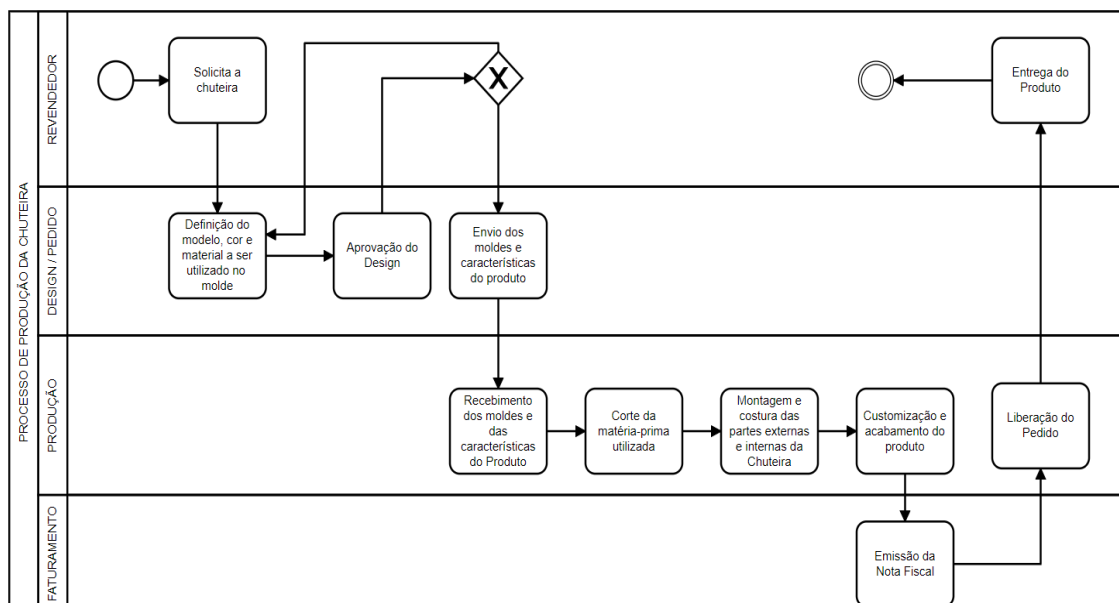 PROCESSO DE PRODUÇÃO DA CHUTEIRA
REVENDEDOR
Solicita a
chuteira
X
Entrega do
Produto
DESIGN / PEDIDO
Definição do
modelo, cor e
material a ser
utilizado no
molde
Aprovação do
Design
Envio dos
moldes e
características
do produto
PRODUÇÃO
Recebimento
dos moldes e
das
características
do Produto
Corte da
matéria-prima
utilizada
Montagem e
costura das
partes externas
e internas da
Chuteira
Customização e
acabamento do
produto
Liberação do
Pedido
FATURAMENTO
Emissão da
Nota Fiscal